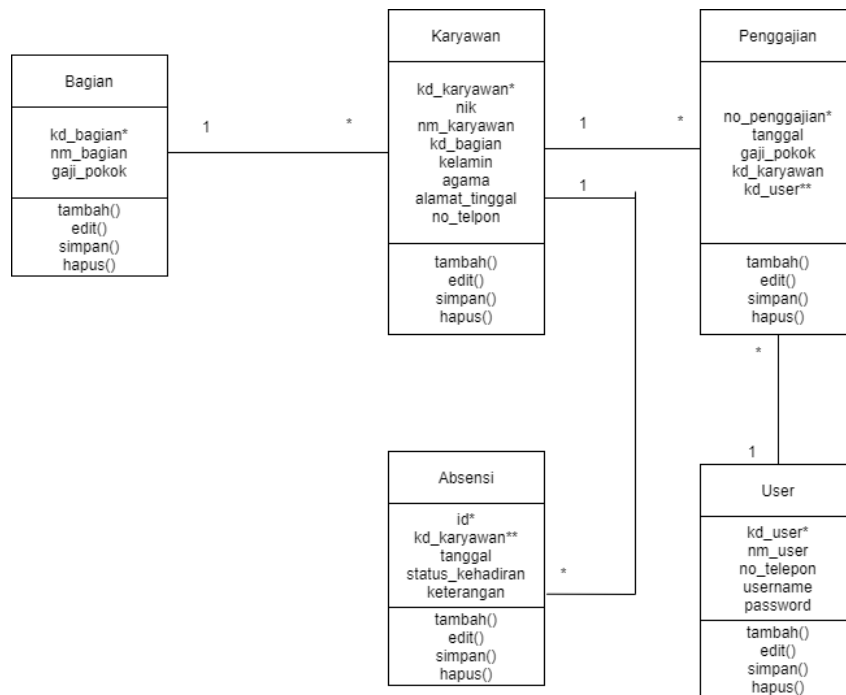 Bagian
kd_bagian*
nm_bagian
gaji_pokok
tambah()
edit()
simpan()
hapus()
1
*
Karyawan
kd_karyawan*
nik
nm_karyawan
kd_bagian
kelamin
agama
alamat_tinggal
no_telpon
tambah()
edit()
simpan()
hapus()
1
*
1
Penggajian
no_penggajian*
tanggal
gaji_pokok
kd_karyawan
kd_user**
tambah()
edit()
simpan()
hapus()
*
1
Absensi
id*
kd_karyawan**
tanggal
status_kehadiran
keterangan
tambah()
edit()
simpan()
hapus()
*
User
kd_user*
nm_user
no_telepon
username
password
tambah()
edit()
simpan()
hapus()